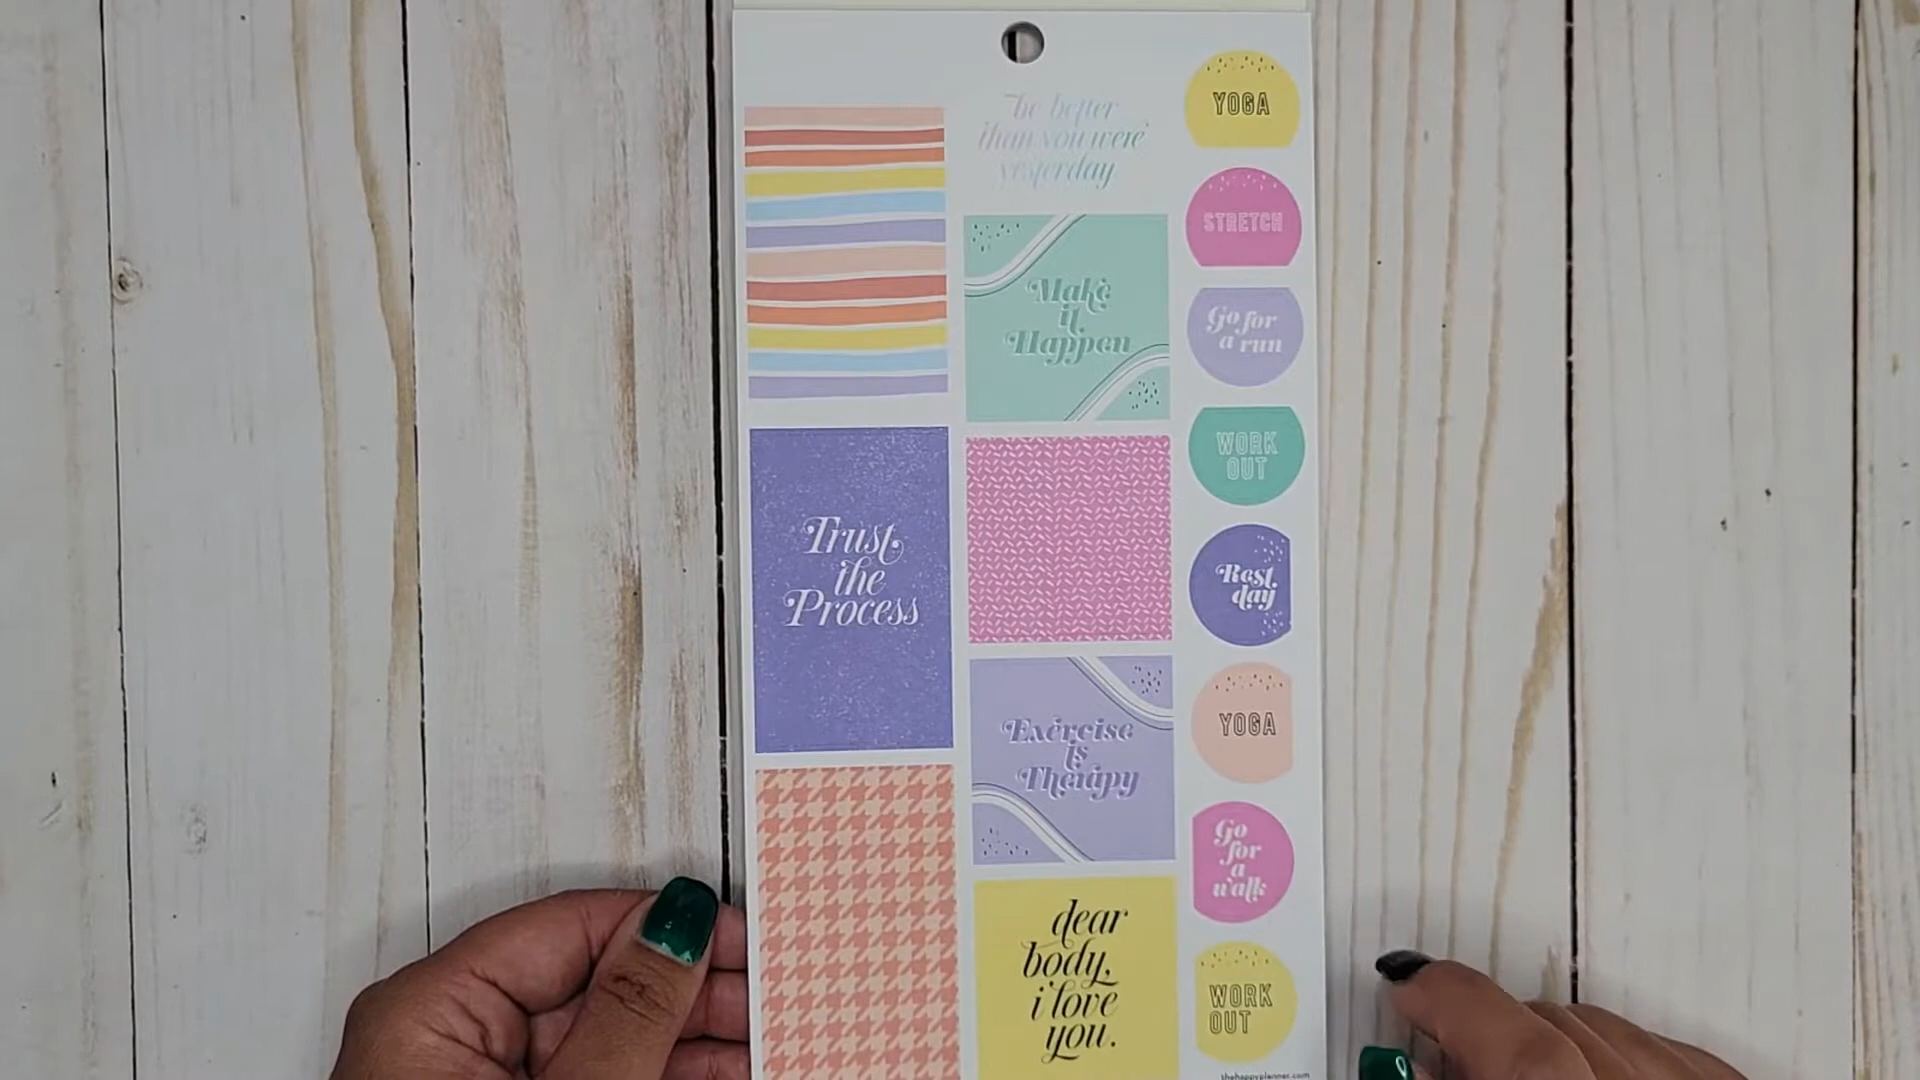 be better
than you were
yesterday
Make
it
Happen
Trust
the
Process
Exercise
is
Therapy
dear
body,
i love
you.
YOGA
STRETCH
Go for
a run
WORK
OUT
Rest
day
YOGA
Go
for
a
walk
WORK
OUT
thehappyplanner.com